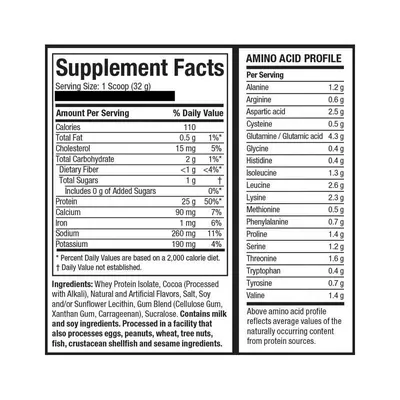 Supplement Facts
Serving Size: 1 Scoop (32 g)
Amount Per Serving % Daily Value
Calories 110
Total Fat 0.5 g 1%*
Cholesterol 15 mg 5%
Total Carbohydrate 2 g 1%*
Dietary Fiber <1 g <4%*
Total Sugars 1 g †
Includes 0 g of Added Sugars 0%*
Protein 25 g 50%*
Calcium 90 mg 7%
Iron 1 mg 6%
Sodium 260 mg 11%
Potassium 190 mg 4%
* Percent Daily Values are based on a 2,000 calorie diet.
† Daily Value not established.
Ingredients: Whey Protein Isolate, Cocoa (Processed
with Alkali), Natural and Artificial Flavors, Salt, Soy
and/or Sunflower Lecithin, Gum Blend (Cellulose Gum,
Xanthan Gum, Carrageenan), Sucralose. Contains milk
and soy ingredients. Processed in a facility that
also processes eggs, peanuts, wheat, tree nuts,
fish, crustacean shellfish and sesame ingredients.
AMINO ACID PROFILE
Per Serving
Alanine 1.2 g
Arginine 0.6 g
Aspartic acid 2.5 g
Cysteine 0.5 g
Glutamine / Glutamic acid 4.3 g
Glycine 0.4 g
Histidine 0.4 g
Isoleucine 1.3 g
Leucine 2.6 g
Lysine 2.3 g
Methionine 0.5 g
Phenylalanine 0.7 g
Proline 1.4 g
Serine 1.2 g
Threonine 1.6 g
Tryptophan 0.4 g
Tyrosine 0.7 g
Valine 1.4 g
Above amino acid profile
reflects average values of the
naturally occurring content
from protein sources.